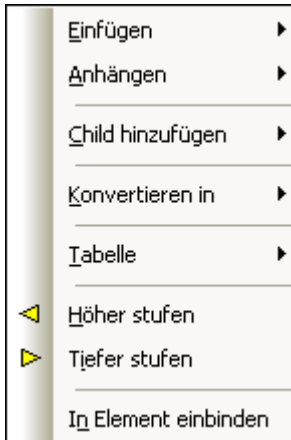 Einfügen
Anhängen
Child hinzufügen
Konvertieren in
Tabelle
Höher stufen
Tiefer stufen
In Element einbinden